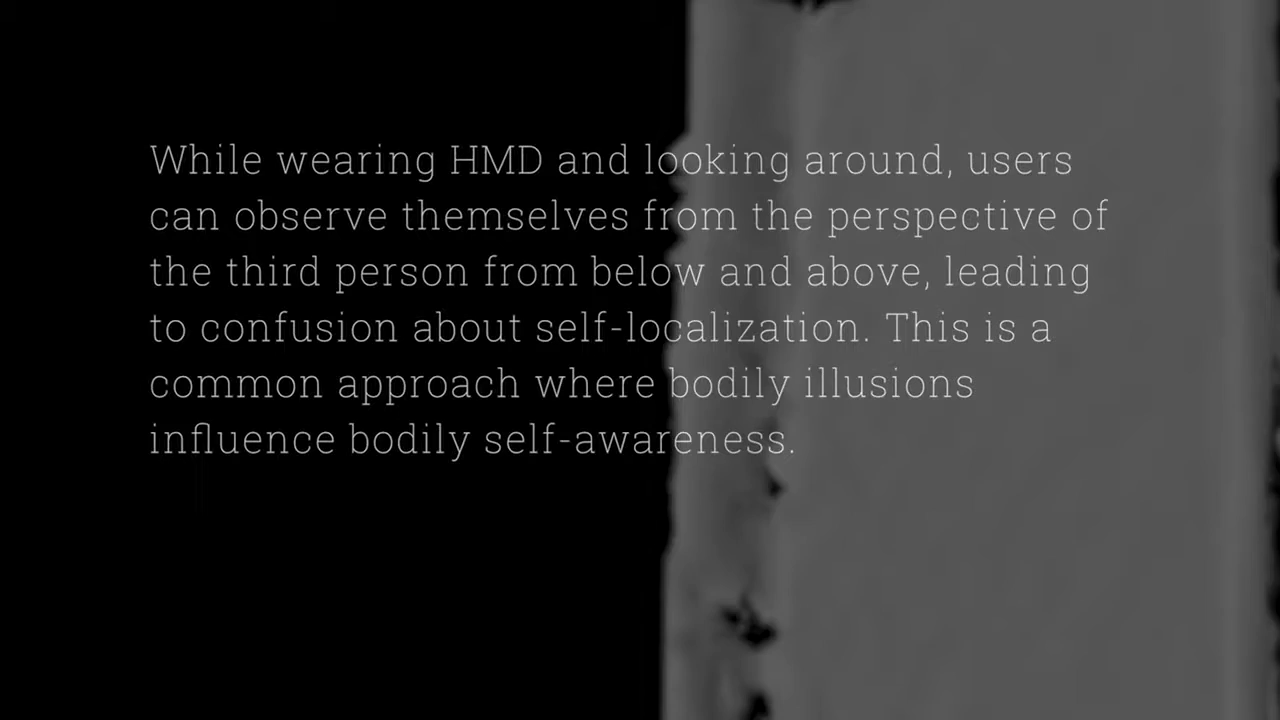 While wearing HMD and looking around, users
can observe themselves from the perspective of
the third person from below and above, leading
to confusion about self-localization. This is a
common approach where bodily illusions
influence bodily self-awareness.